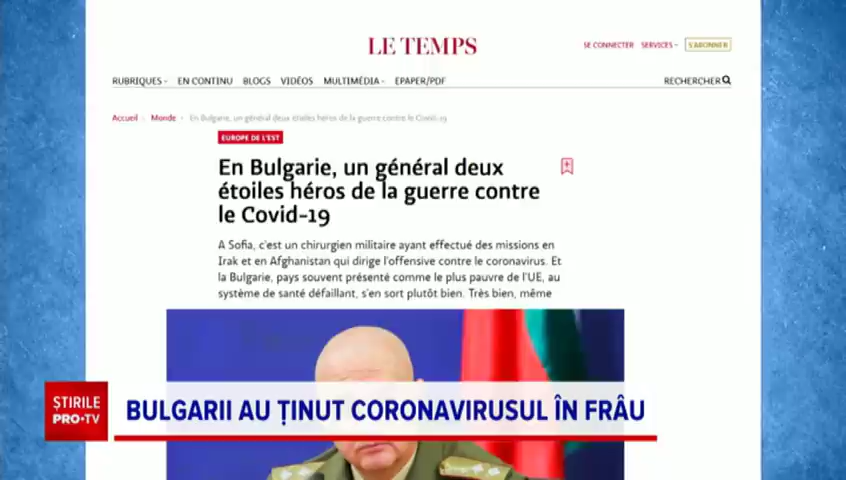 LE TEMPS
SE CONNECTER SERVICES S'ABONNER
RUBRIQUES EN CONTINU BLOGS VIDÉOS MULTIMÉDIA EPAPER/PDF RECHERCHER
Accueil Monde En Bulgarie, un général deux étoiles héros de la guerre contre le Covid-19
EUROPE DE L'EST
En Bulgarie, un général deux
étoiles héros de la guerre contre
le Covid-19
A Sofia, c'est un chirurgien militaire ayant effectué des missions en
Irak et en Afghanistan qui dirige l'offensive contre le coronavirus. Et
la Bulgarie, pays souvent présenté comme le plus pauvre de l'UE, au
système de santé défaillant, s'en sort plutôt bien. Très bien, même
ȘTIRILE
PRO•TV
BULGARII AU ȚINUT CORONAVIRUSUL ÎN FRÂU